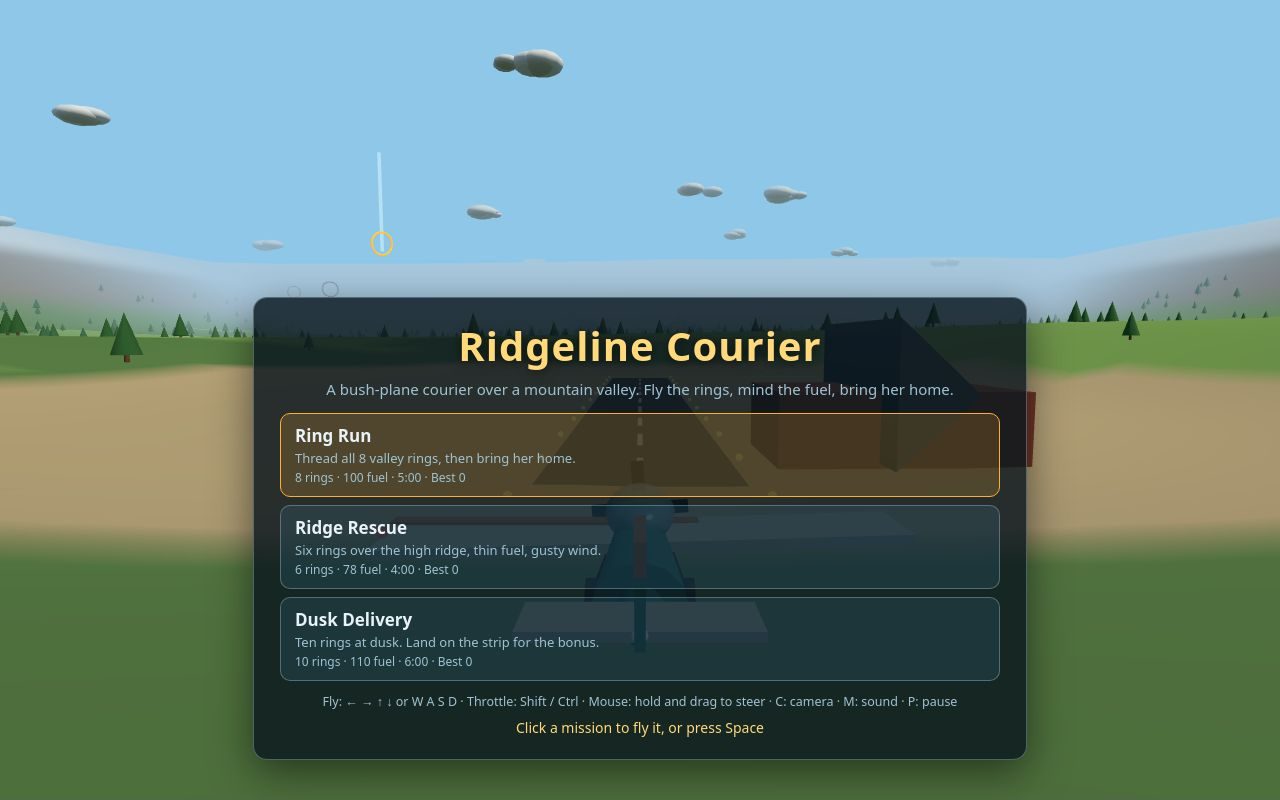 Ridgeline Courier
A bush-plane courier over a mountain valley. Fly the rings, mind the fuel, bring her home.
Ring Run
Thread all 8 valley rings, then bring her home.
8 rings · 100 fuel · 5:00 · Best 0
Ridge Rescue
Six rings over the high ridge, thin fuel, gusty wind.
6 rings · 78 fuel · 4:00 · Best 0
Dusk Delivery
Ten rings at dusk. Land on the strip for the bonus.
10 rings · 110 fuel · 6:00 · Best 0
Fly: ← → ↑ ↓ or W A S D · Throttle: Shift / Ctrl · Mouse: hold and drag to steer · C: camera · M: sound · P: pause
Click a mission to fly it, or press Space